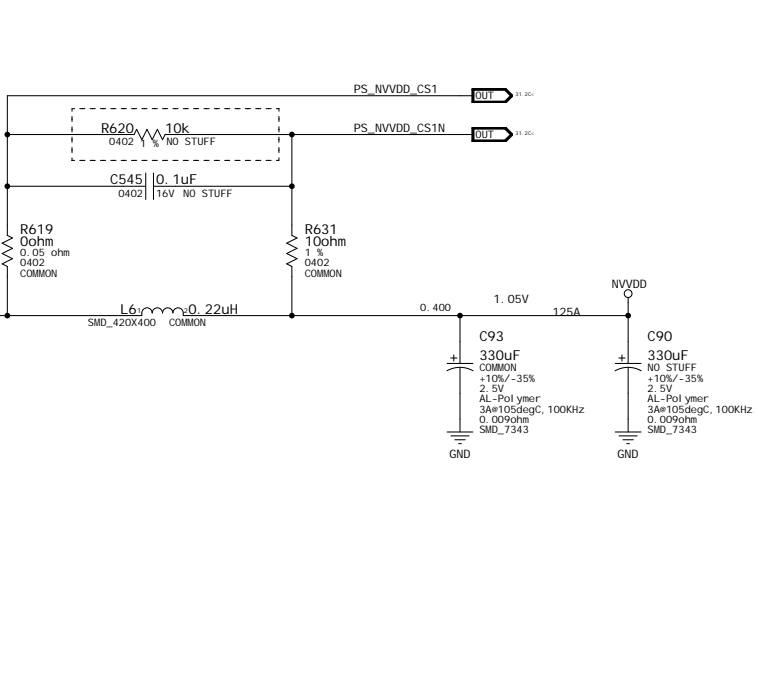 PS_NVVDD_CS1
OUT
PS_NVVDD_CS1N
OUT
R620 10k
0402 1 % NO STUFF
C545 0.1uF
0402 16V NO STUFF
R619
0ohm
0.05 ohm
0402
COMMON
R631
10ohm
1 %
0402
COMMON
L6 0.22uH
SMD_420X400 COMMON
0.400
1.05V
125A
NVVDD
C93
330uF
COMMON
+10%/-35%
2.5V
AL-Polymer
3A@105degC,100KHz
0.009ohm
SMD_7343
GND
C90
330uF
NO STUFF
+10%/-35%
2.5V
AL-Polymer
3A@105degC,100KHz
0.009ohm
SMD_7343
GND